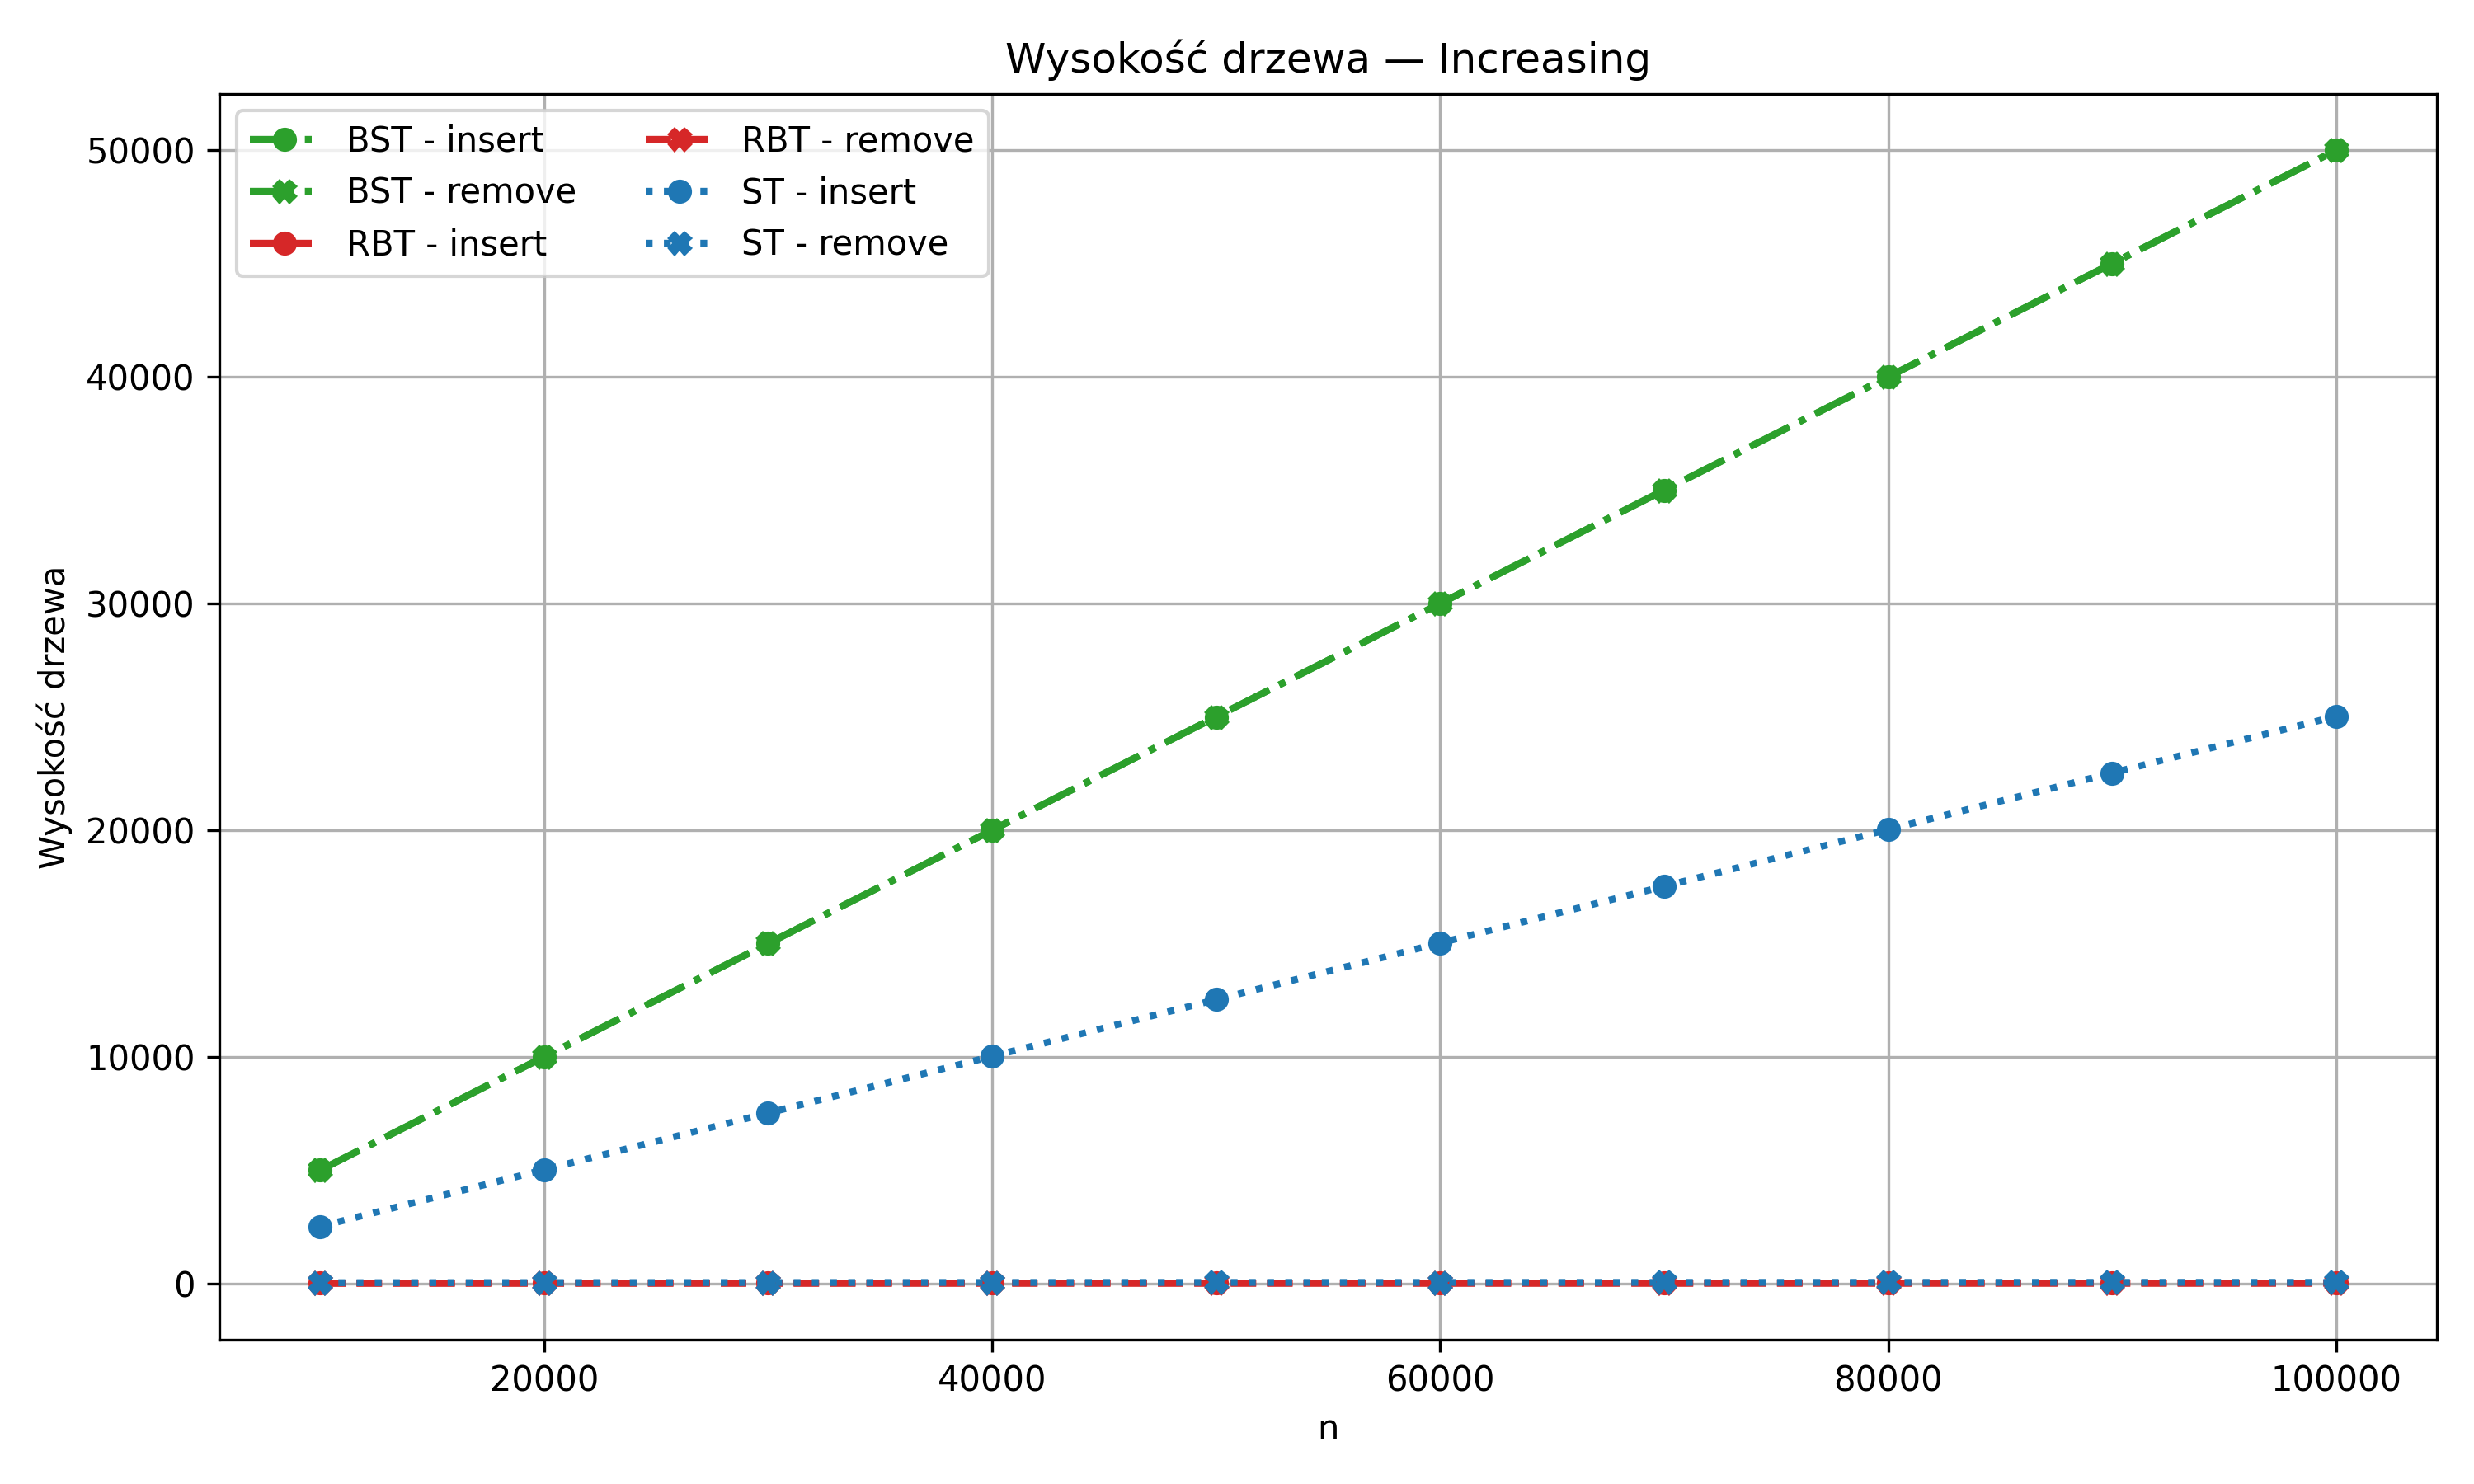 Wysokość drzewa — Increasing
BST - insert
BST - remove
RBT - insert
RBT - remove
ST - insert
ST - remove
Wysokość drzewa
50000
40000
30000
20000
10000
0
20000
40000
60000
80000
100000
n